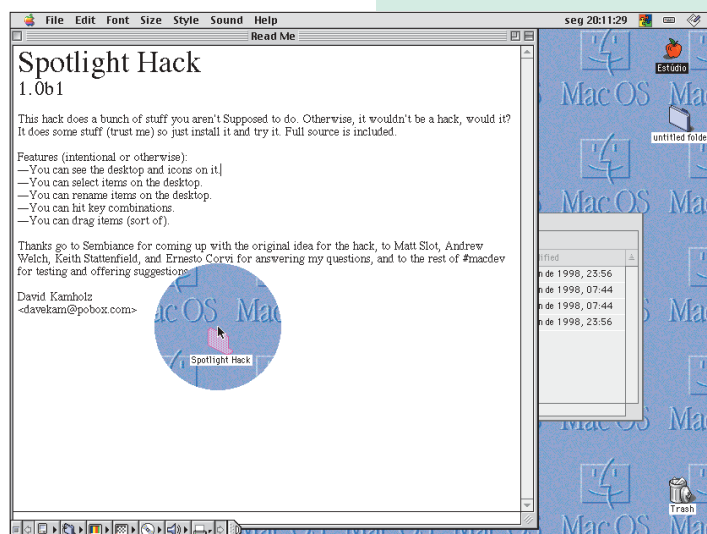 File Edit Font Size Style Sound Help
seg 20:11:29
Read Me
Spotlight Hack
1.0b1
This hack does a bunch of stuff you aren't Supposed to do. Otherwise, it wouldn't be a hack, would it?
It does some stuff (trust me) so just install it and try it. Full source is included.
Features (intentional or otherwise):
—You can see the desktop and icons on it.
—You can select items on the desktop.
—You can rename items on the desktop.
—You can hit key combinations.
—You can drag items (sort of).
Thanks go to Sembiance for coming up with the original idea for the hack, to Matt Slot, Andrew
Welch, Keith Stattenfield, and Ernesto Corvi for answering my questions, and to the rest of #macdev
for testing and offering suggestions
David Kamholz
<davekam@pobox.com>
Spotlight Hack
Estúdio
Mac OS
untitled folde
Mac OS
de 1998, 23:56
de 1998, 07:44
de 1998, 07:44
de 1998, 23:56
Mac OS
Trash
Mac OS